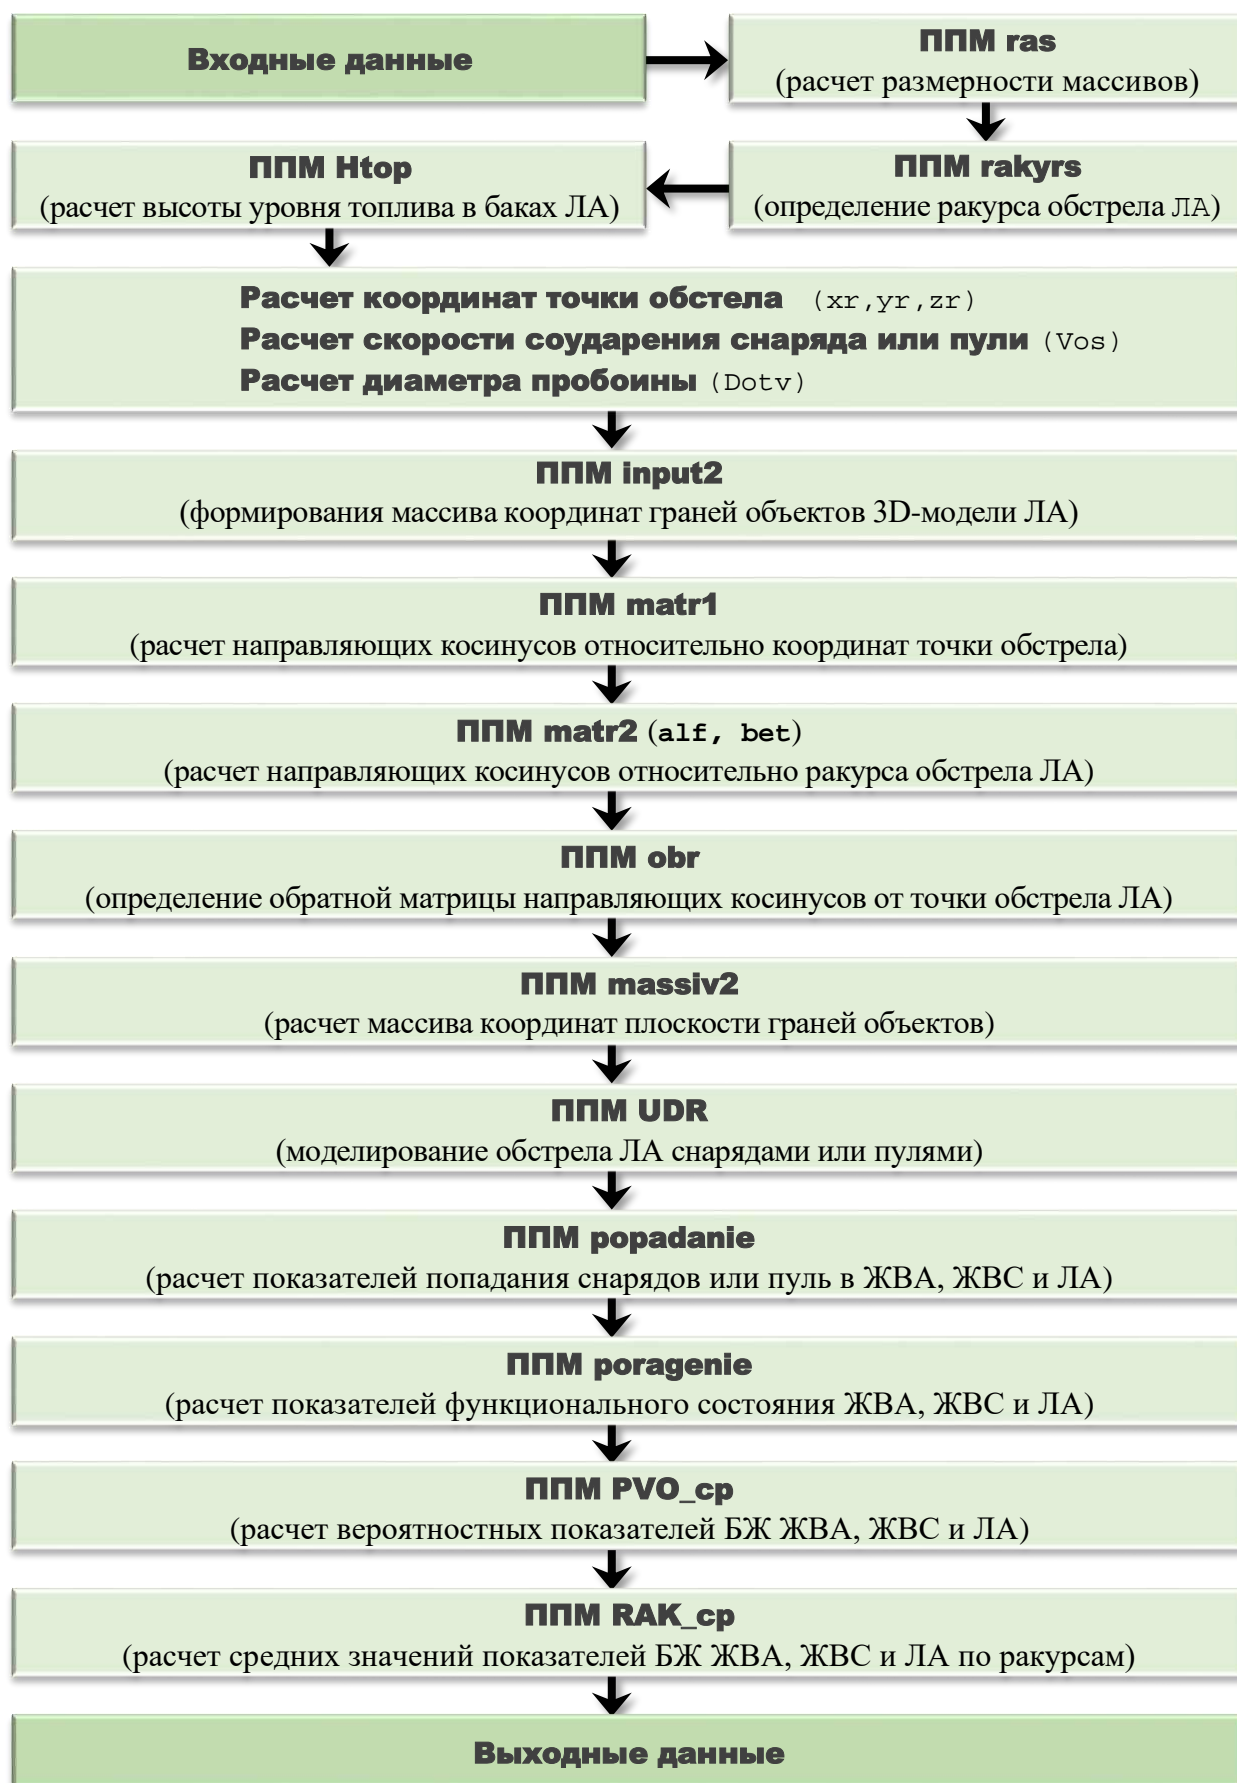 Входные данные
ППМ ras
(расчет размерности массивов)
ППМ rakyrs
(определение ракурса обстрела ЛА)
ППМ Htop
(расчет высоты уровня топлива в баках ЛА)
Расчет координат точки обстела (xr,yr,zr)
Расчет скорости соударения снаряда или пули (Vos)
Расчет диаметра пробоины (Dotv)
ППМ input2
(формирования массива координат граней объектов 3D-модели ЛА)
ППМ matr1
(расчет направляющих косинусов относительно координат точки обстрела)
ППМ matr2 (alf, bet)
(расчет направляющих косинусов относительно ракурса обстрела ЛА)
ППМ obr
(определение обратной матрицы направляющих косинусов от точки обстрела ЛА)
ППМ massiv2
(расчет массива координат плоскости граней объектов)
ППМ UDR
(моделирование обстрела ЛА снарядами или пулями)
ППМ popadanie
(расчет показателей попадания снарядов или пуль в ЖВА, ЖВС и ЛА)
ППМ poragenie
(расчет показателей функционального состояния ЖВА, ЖВС и ЛА)
ППМ PVO_cp
(расчет вероятностных показателей БЖ ЖВА, ЖВС и ЛА)
ППМ RAK_cp
(расчет средних значений показателей БЖ ЖВА, ЖВС и ЛА по ракурсам)
Выходные данные